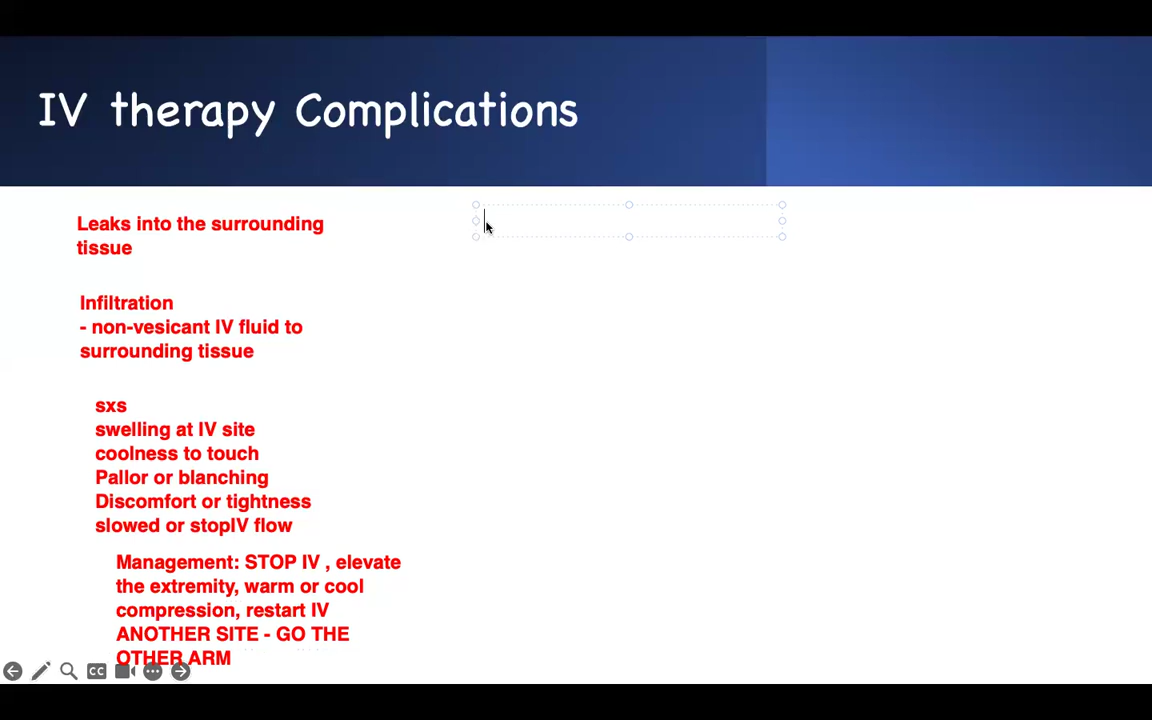 IV therapy Complications
Leaks into the surrounding
tissue
Infiltration
- non-vesicant IV fluid to
surrounding tissue
sxs
swelling at IV site
coolness to touch
Pallor or blanching
Discomfort or tightness
slowed or stopIV flow
Management: STOP IV , elevate
the extremity, warm or cool
compression, restart IV
ANOTHER SITE - GO THE
OTHER ARM
CC